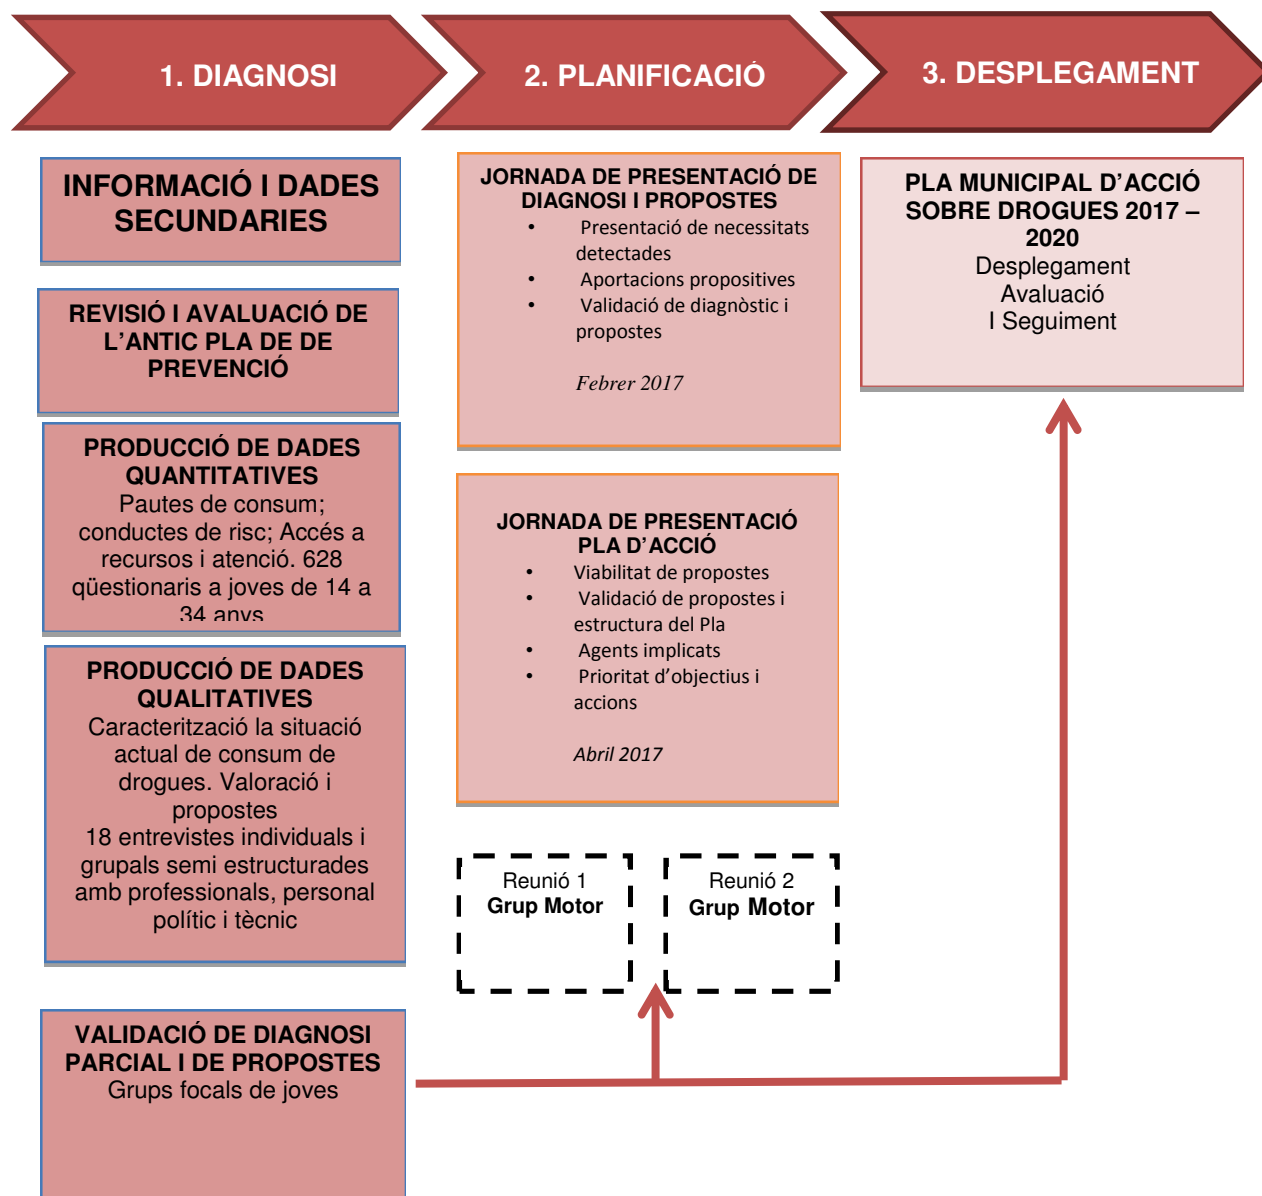 1. DIAGNOSI
2. PLANIFICACIÓ
3. DESPLEGAMENT
INFORMACIÓ I DADES
SECUNDARIES
REVISIÓ I AVALUACIÓ DE
L'ANTIC PLA DE DE
PREVENCIÓ
PRODUCCIÓ DE DADES
QUANTITATIVES
Pautes de consum;
conductes de risc; Accés a
recursos i atenció. 628
qüestionaris a joves de 14 a
34 anys
PRODUCCIÓ DE DADES
QUALITATIVES
Caracterització la situació
actual de consum de
drogues. Valoració i
propostes
18 entrevistes individuals i
grupals semi estructurades
amb professionals, personal
polític i tècnic
VALIDACIÓ DE DIAGNOSI
PARCIAL I DE PROPOSTES
Grups focals de joves
JORNADA DE PRESENTACIÓ DE
DIAGNOSI I PROPOSTES
• Presentació de necessitats
detectades
• Aportacions propositives
• Validació de diagnòstic i
propostes
Febrer 2017
JORNADA DE PRESENTACIÓ
PLA D'ACCIÓ
• Viabilitat de propostes
• Validació de propostes i
estructura del Pla
• Agents implicats
• Prioritat d'objectius i
accions
Abril 2017
Reunió 1
Grup Motor
Reunió 2
Grup Motor
PLA MUNICIPAL D'ACCIÓ
SOBRE DROGUES 2017 –
2020
Desplegament
Avaluació
I Seguiment